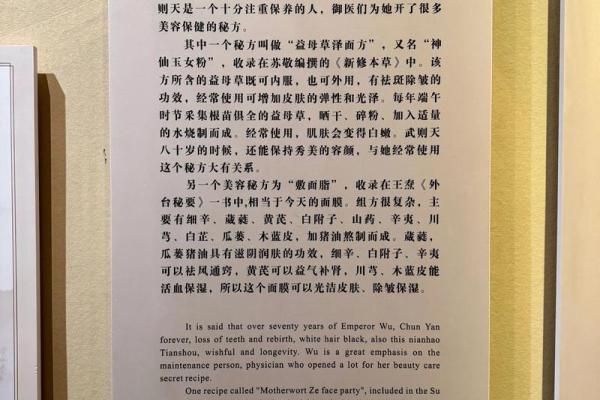 则天是一个十分注重保养的人，御医们为她开了很多
美容保健的秘方。
其中一个秘方叫做“益母草泽面方”，又名“神
仙玉女粉”，收录在苏敬编撰的《新修本草》中。该
方所含的益母草既可内服，也可外用，有祛斑除皱的
功效，经常使用可增加皮肤的弹性和光泽。每年端午
时节采集根苗俱全的益母草，晒干、碎粉、加入适量
的水烧制而成。经常使用，肌肤会变得白嫩。武则天
八十岁的时候，还能保持秀美的容颜，与她经常使用
这个秘方大有关系。
另一个美容秘方为“敷面脂”，收录在王焘《外
台秘要》一书中,相当于今天的面膜。组方很复杂，主
要有细辛、葳蕤、黄芪、白附子、山药、辛夷、川
芎、白芷、瓜蒌、木蓝皮，加猪油熬制而成。葳蕤，
瓜蒌猪油具有滋阴润肤的功效，细辛、白附子、辛夷
可以祛风通窍，黄芪可以益气补肾，川芎、木蓝皮能
活血保湿，所以这个面膜可以光洁皮肤、除皱保湿。
It is said that over seventy years of Emperor Wu, Chun Yan
forever, loss of teeth and rebirth, white hair black, also this nianhao
Tianshou, wishful and longevity. Wu is a great emphasis on the
maintenance person, physician who opened a lot for her beauty care
secret recipe.
One recipe called "Motherwort Ze face party", included in the Su